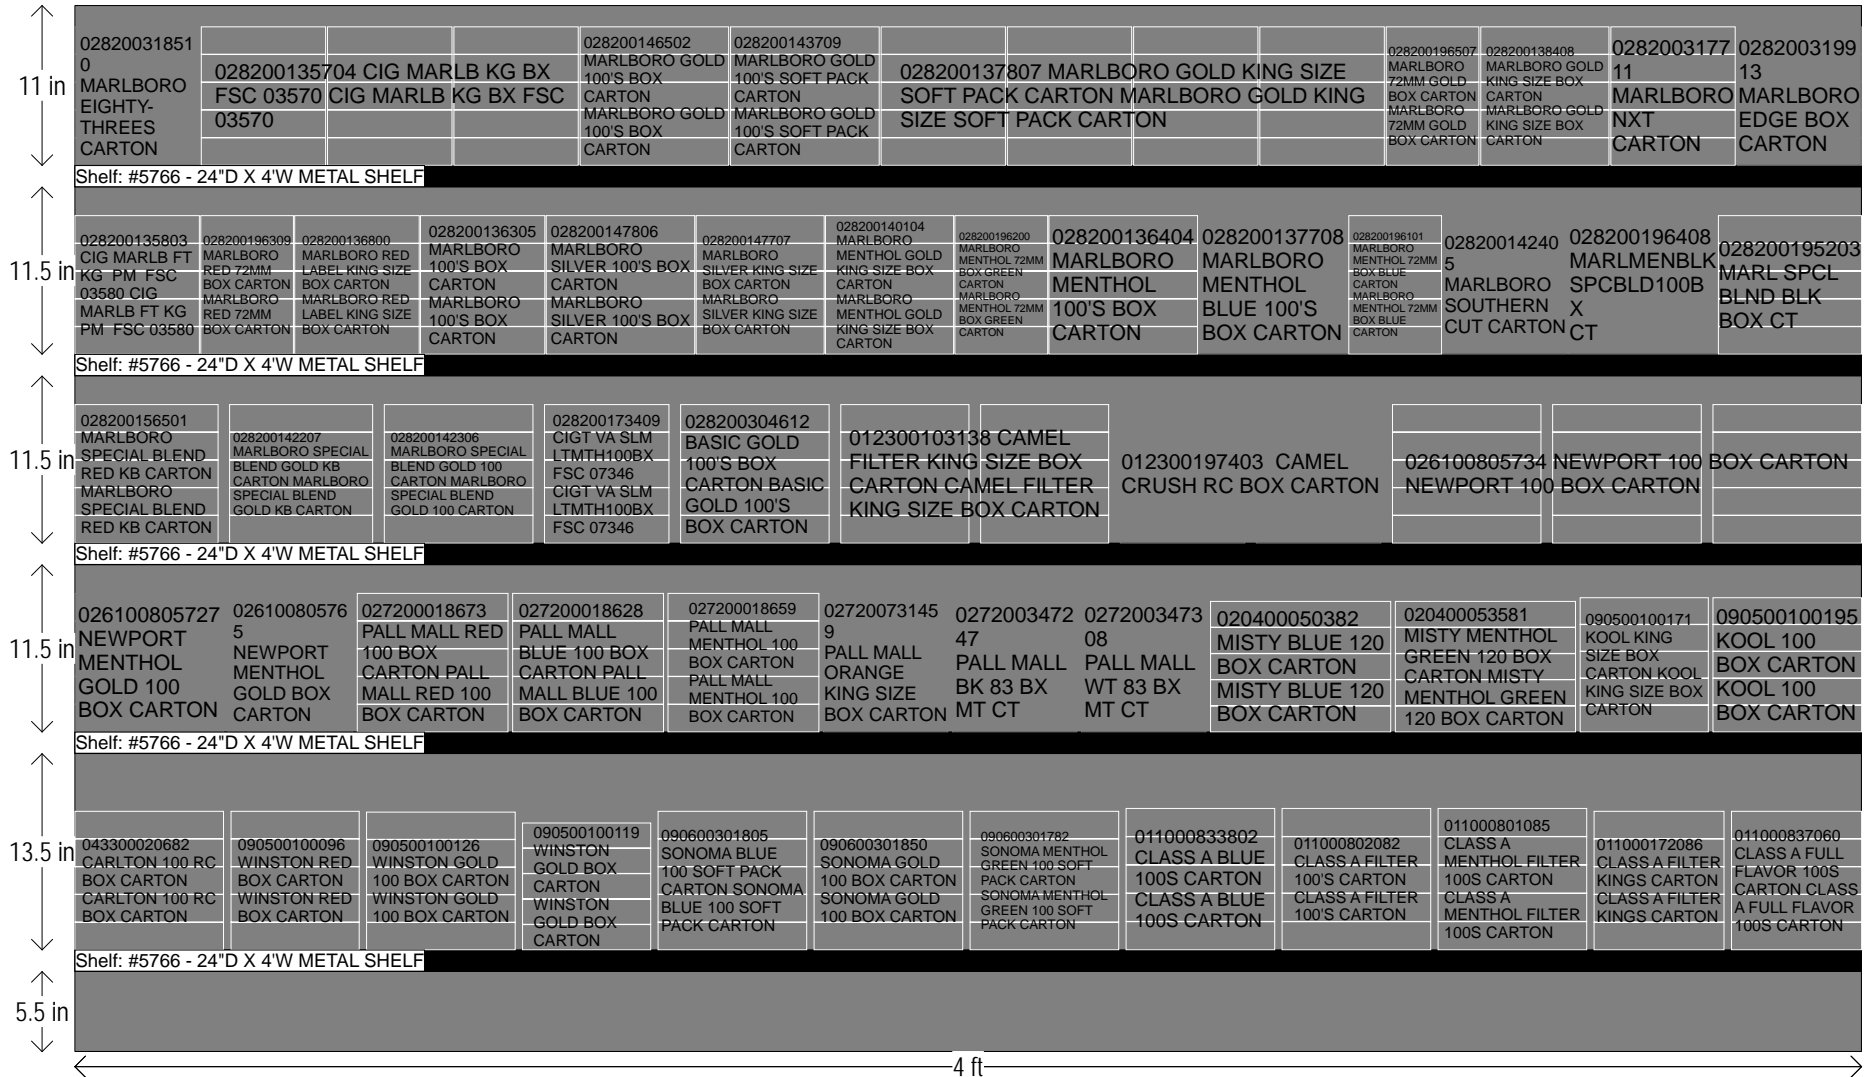 11 in
028200318510
0
MARLBORO
EIGHTY-
THREES
CARTON
028200135704 CIG MARLB KG BX
FSC 03570 CIG MARLB KG BX FSC
03570
028200146502
MARLBORO GOLD
100'S BOX
CARTON
MARLBORO GOLD
100'S BOX
CARTON
028200143709
MARLBORO GOLD
100'S SOFT PACK
CARTON
MARLBORO GOLD
100'S SOFT PACK
CARTON
028200137807 MARLBORO GOLD KING SIZE
SOFT PACK CARTON MARLBORO GOLD KING
SIZE SOFT PACK CARTON
028200196507
MARLBORO
72MM GOLD
BOX CARTON
MARLBORO
72MM GOLD
BOX CARTON
028200138408
MARLBORO GOLD
KING SIZE BOX
CARTON
MARLBORO GOLD
KING SIZE BOX
CARTON
0282003177
11
MARLBORO
NXT
CARTON
0282003199
13
MARLBORO
EDGE BOX
CARTON
Shelf: #5766 - 24"D X 4'W METAL SHELF
11.5 in
028200135803
CIG MARLB FT
KG PM FSC
03580 CIG
MARLB FT KG
PM FSC 03580
028200196309
MARLBORO
RED 72MM
BOX CARTON
MARLBORO
RED 72MM
BOX CARTON
028200136800
MARLBORO RED
LABEL KING SIZE
BOX CARTON
MARLBORO RED
LABEL KING SIZE
BOX CARTON
028200136305
MARLBORO
100'S BOX
CARTON
MARLBORO
100'S BOX
CARTON
028200147806
MARLBORO
SILVER 100'S BOX
CARTON
MARLBORO
SILVER 100'S BOX
CARTON
028200147707
MARLBORO
SILVER KING SIZE
BOX CARTON
MARLBORO
SILVER KING SIZE
BOX CARTON
028200140104
MARLBORO
MENTHOL GOLD
KING SIZE BOX
CARTON
MARLBORO
MENTHOL GOLD
KING SIZE BOX
CARTON
028200196200
MARLBORO
MENTHOL 72MM
BOX GREEN
CARTON
MARLBORO
MENTHOL 72MM
BOX GREEN
CARTON
028200136404
MARLBORO
MENTHOL
100'S BOX
CARTON
028200137708
MARLBORO
MENTHOL
BLUE 100'S
BOX CARTON
028200196101
MARLBORO
MENTHOL 72MM
BOX BLUE
CARTON
MARLBORO
MENTHOL 72MM
BOX BLUE
CARTON
02820014240
5
MARLBORO
SOUTHERN
CUT CARTON
028200196408
MARLMENBLK
SPCBLD100B
X
CT
028200195203
MARL SPCL
BLND BLK
BOX CT
Shelf: #5766 - 24"D X 4'W METAL SHELF
11.5 in
028200156501
MARLBORO
SPECIAL BLEND
RED KB CARTON
MARLBORO
SPECIAL BLEND
RED KB CARTON
028200142207
MARLBORO SPECIAL
BLEND GOLD KB
CARTON MARLBORO
SPECIAL BLEND
GOLD KB CARTON
028200142306
MARLBORO SPECIAL
BLEND GOLD 100
CARTON MARLBORO
SPECIAL BLEND
GOLD 100 CARTON
028200173409
CIGT VA SLM
LTMTH100BX
FSC 07346
CIGT VA SLM
LTMTH100BX
FSC 07346
028200304612
BASIC GOLD
100'S BOX
CARTON BASIC
GOLD 100'S
BOX CARTON
012300103138 CAMEL
FILTER KING SIZE BOX
CARTON CAMEL FILTER
KING SIZE BOX CARTON
012300197403 CAMEL
CRUSH RC BOX CARTON
026100805734 NEWPORT 100 BOX CARTON
NEWPORT 100 BOX CARTON
Shelf: #5766 - 24"D X 4'W METAL SHELF
11.5 in
026100805727
NEWPORT
MENTHOL
GOLD 100
BOX CARTON
02610080576
5
NEWPORT
MENTHOL
GOLD BOX
CARTON
027200018673
PALL MALL RED
100 BOX
CARTON PALL
MALL RED 100
BOX CARTON
027200018628
PALL MALL
BLUE 100 BOX
CARTON PALL
MALL BLUE 100
BOX CARTON
027200018659
PALL MALL
MENTHOL 100
BOX CARTON
PALL MALL
MENTHOL 100
BOX CARTON
02720073145
9
PALL MALL
ORANGE
KING SIZE
BOX CARTON
0272003472
47
PALL MALL
BK 83 BX
MT CT
0272003473
08
PALL MALL
WT 83 BX
MT CT
020400050382
MISTY BLUE 120
BOX CARTON
MISTY BLUE 120
BOX CARTON
020400053581
MISTY MENTHOL
GREEN 120 BOX
CARTON MISTY
MENTHOL GREEN
120 BOX CARTON
090500100171
KOOL KING
SIZE BOX
CARTON KOOL
KING SIZE BOX
CARTON
090500100195
KOOL 100
BOX CARTON
KOOL 100
BOX CARTON
Shelf: #5766 - 24"D X 4'W METAL SHELF
13.5 in
043300020682
CARLTON 100 RC
BOX CARTON
CARLTON 100 RC
BOX CARTON
090500100096
WINSTON RED
BOX CARTON
WINSTON RED
BOX CARTON
090500100126
WINSTON GOLD
100 BOX CARTON
WINSTON GOLD
100 BOX CARTON
090500100119
WINSTON
GOLD BOX
CARTON
WINSTON
GOLD BOX
CARTON
090600301805
SONOMA BLUE
100 SOFT PACK
CARTON SONOMA
BLUE 100 SOFT
PACK CARTON
090600301850
SONOMA GOLD
100 BOX CARTON
SONOMA GOLD
100 BOX CARTON
090600301782
SONOMA MENTHOL
GREEN 100 SOFT
PACK CARTON
SONOMA MENTHOL
GREEN 100 SOFT
PACK CARTON
011000833802
CLASS A BLUE
100S CARTON
CLASS A BLUE
100S CARTON
011000802082
CLASS A FILTER
100'S CARTON
CLASS A FILTER
100'S CARTON
011000801085
CLASS A
MENTHOL FILTER
100S CARTON
CLASS A
MENTHOL FILTER
100S CARTON
011000172086
CLASS A FILTER
KINGS CARTON
CLASS A FILTER
KINGS CARTON
011000837060
CLASS A FULL
FLAVOR 100S
CARTON CLASS
A FULL FLAVOR
100S CARTON
Shelf: #5766 - 24"D X 4'W METAL SHELF
5.5 in
4 ft